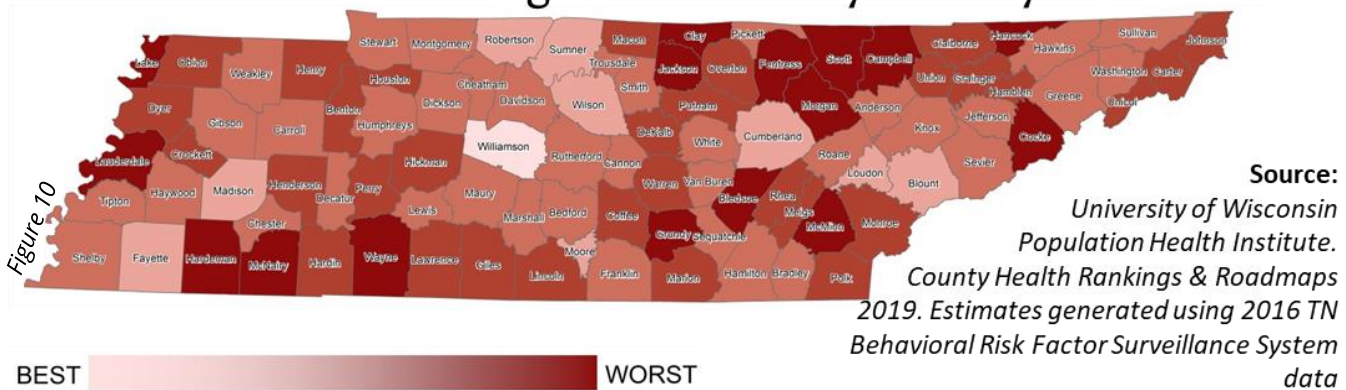 Stewart
Montgomery
Robertson
Sumner
Macon
Clay
Pickett
Claiborne
Hancock
Hawkins
Sullivan
Johnson
Lake
Obion
Weakley
Henry
Houston
Cheatham
Trousdale
Smith
Jackson
Overton
Fentress
Scott
Campbell
Union
Grainger
Hamblen
Greene
Washington
Carter
Unicoi
Dyer
Gibson
Carroll
Benton
Humphreys
Dickson
Davidson
Wilson
Putnam
Morgan
Anderson
Knox
Jefferson
Cocke
Lauderdale
Crockett
Hickman
Williamson
Rutherford
Cannon
DeKalb
White
Cumberland
Roane
Loudon
Blount
Sevier
Tipton
Haywood
Madison
Henderson
Decatur
Perry
Lewis
Maury
Marshall
Bedford
Coffee
Warren
Van Buren
Bledsoe
Rhea
Meigs
McMinn
Monroe
Figure 10
Shelby
Fayette
Hardeman
Chester
McNairy
Hardin
Wayne
Lawrence
Giles
Lincoln
Moore
Franklin
Grundy
Sequatchie
Marion
Hamilton
Bradley
Polk
Source:
University of Wisconsin
Population Health Institute.
County Health Rankings & Roadmaps
2019. Estimates generated using 2016 TN
Behavioral Risk Factor Surveillance System
data
BEST
WORST